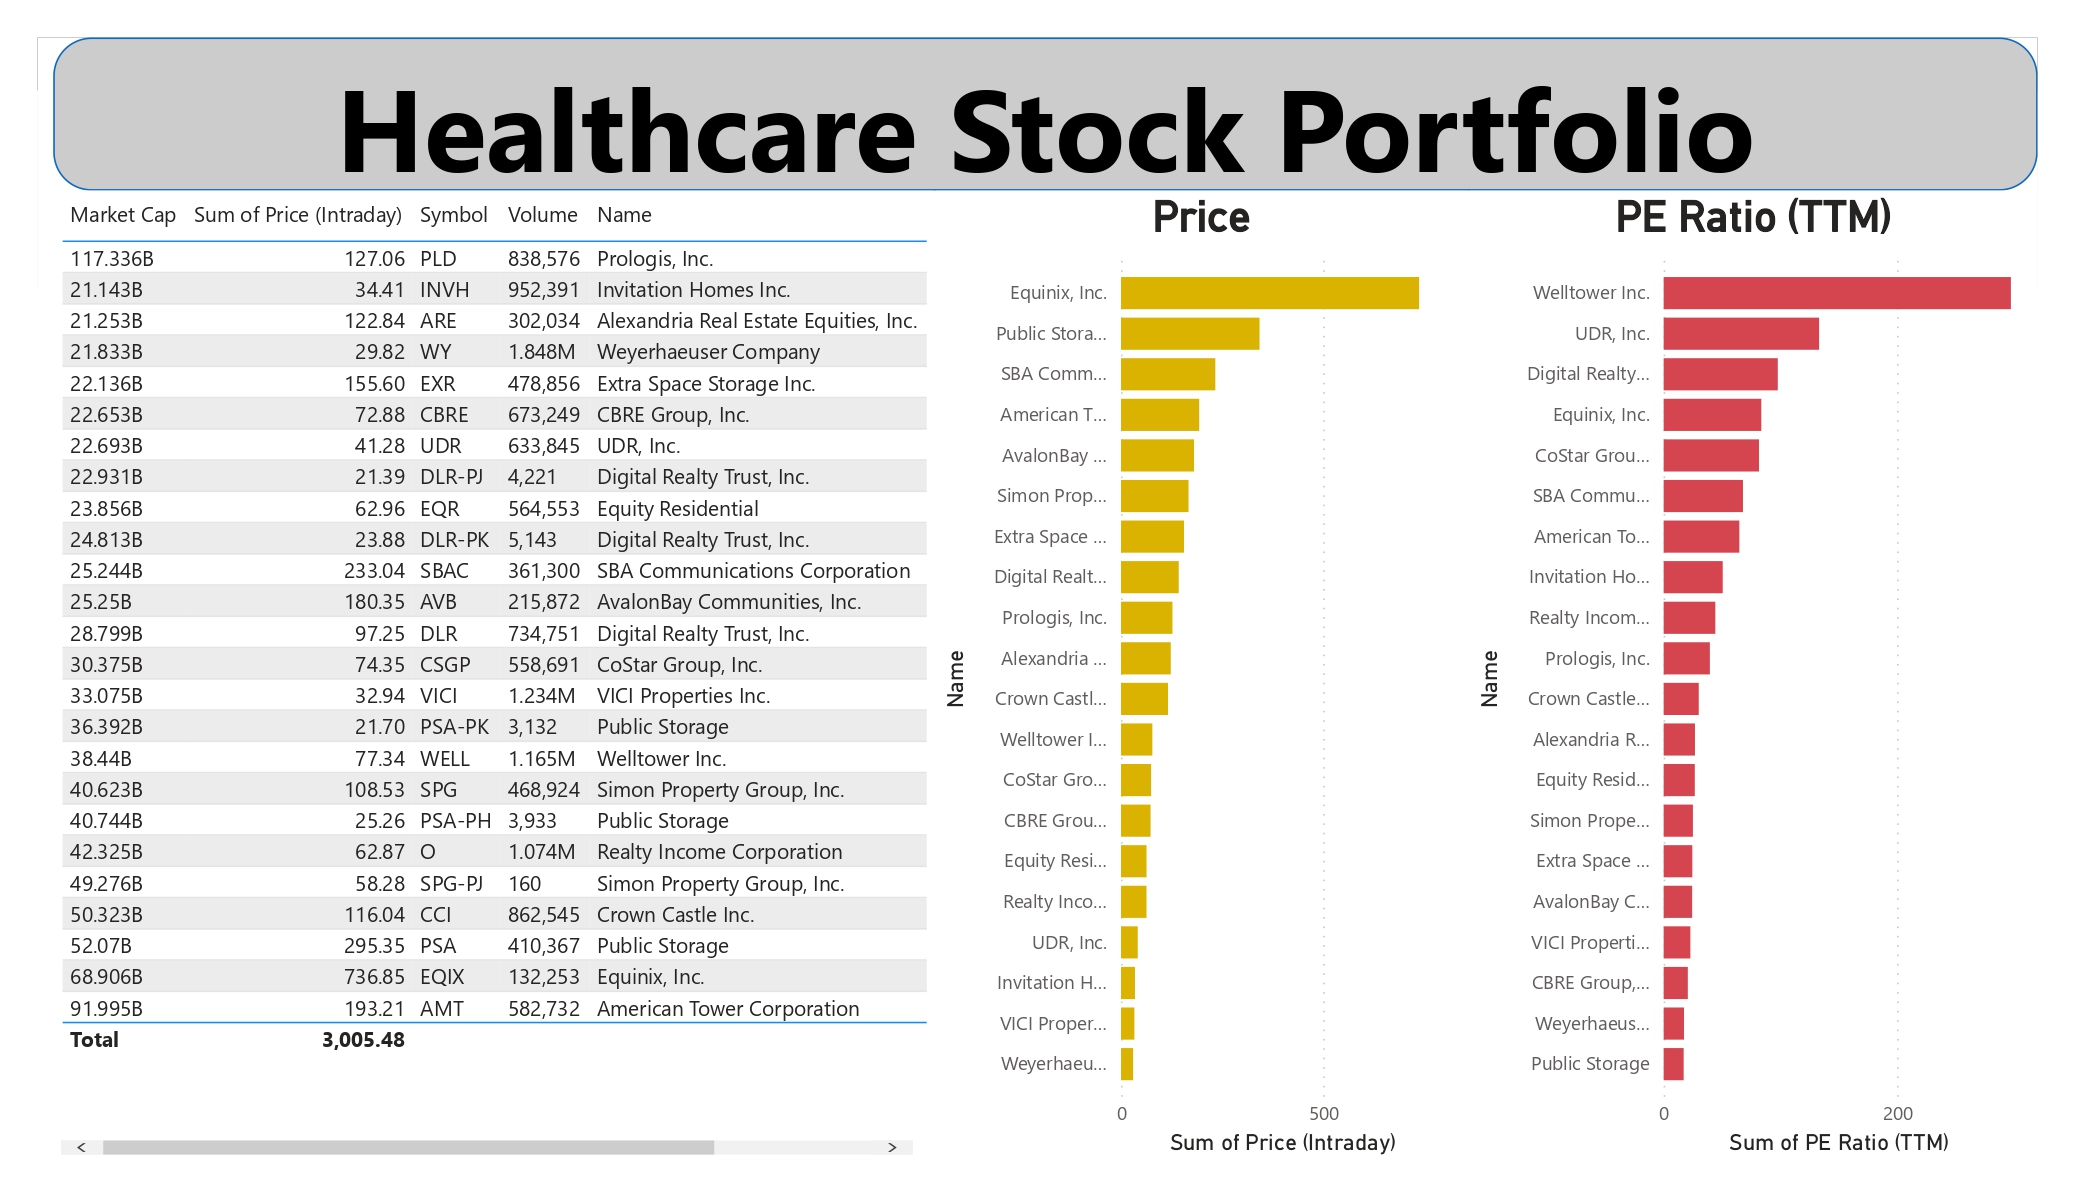 Healthcare Stock Portfolio
Market Cap Sum of Price (Intraday) Symbol Volume Name
117.336B 127.06 PLD 838,576 Prologis, Inc.
21.143B 34.41 INVH 952,391 Invitation Homes Inc.
21.253B 122.84 ARE 302,034 Alexandria Real Estate Equities, Inc.
21.833B 29.82 WY 1.848M Weyerhaeuser Company
22.136B 155.60 EXR 478,856 Extra Space Storage Inc.
22.653B 72.88 CBRE 673,249 CBRE Group, Inc.
22.693B 41.28 UDR 633,845 UDR, Inc.
22.931B 21.39 DLR-PJ 4,221 Digital Realty Trust, Inc.
23.856B 62.96 EQR 564,553 Equity Residential
24.813B 23.88 DLR-PK 5,143 Digital Realty Trust, Inc.
25.244B 233.04 SBAC 361,300 SBA Communications Corporation
25.25B 180.35 AVB 215,872 AvalonBay Communities, Inc.
28.799B 97.25 DLR 734,751 Digital Realty Trust, Inc.
30.375B 74.35 CSGP 558,691 CoStar Group, Inc.
33.075B 32.94 VICI 1.234M VICI Properties Inc.
36.392B 21.70 PSA-PK 3,132 Public Storage
38.44B 77.34 WELL 1.165M Welltower Inc.
40.623B 108.53 SPG 468,924 Simon Property Group, Inc.
40.744B 25.26 PSA-PH 3,933 Public Storage
42.325B 62.87 O 1.074M Realty Income Corporation
49.276B 58.28 SPG-PJ 160 Simon Property Group, Inc.
50.323B 116.04 CCI 862,545 Crown Castle Inc.
52.07B 295.35 PSA 410,367 Public Storage
68.906B 736.85 EQIX 132,253 Equinix, Inc.
91.995B 193.21 AMT 582,732 American Tower Corporation
Total 3,005.48
Price
Name
Equinix, Inc.
Public Stora...
SBA Comm...
American T...
AvalonBay ...
Simon Prop...
Extra Space ...
Digital Realt...
Prologis, Inc.
Alexandria ...
Crown Castl...
Welltower I...
CoStar Gro...
CBRE Grou...
Equity Resi...
Realty Inco...
UDR, Inc.
Invitation H...
VICI Proper...
Weyerhaeu...
0 500
Sum of Price (Intraday)
PE Ratio (TTM)
Name
Welltower Inc.
UDR, Inc.
Digital Realty...
Equinix, Inc.
CoStar Grou...
SBA Commu...
American To...
Invitation Ho...
Realty Incom...
Prologis, Inc.
Crown Castle...
Alexandria R...
Equity Resid...
Simon Prope...
Extra Space ...
AvalonBay C...
VICI Properti...
CBRE Group,...
Weyerhaeus...
Public Storage
0 200
Sum of PE Ratio (TTM)